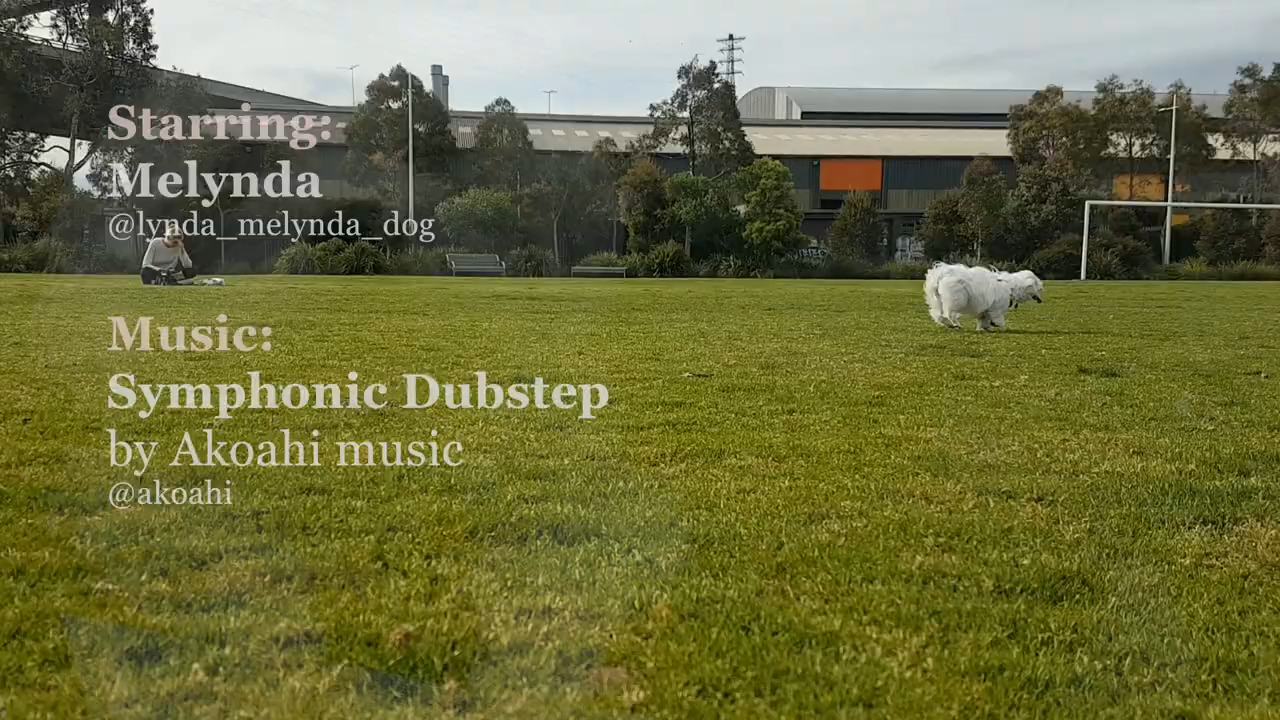 Starring:
Melynda
@lynda_melynda_dog
Music:
Symphonic Dubstep
by Akoahi music
@akoahi